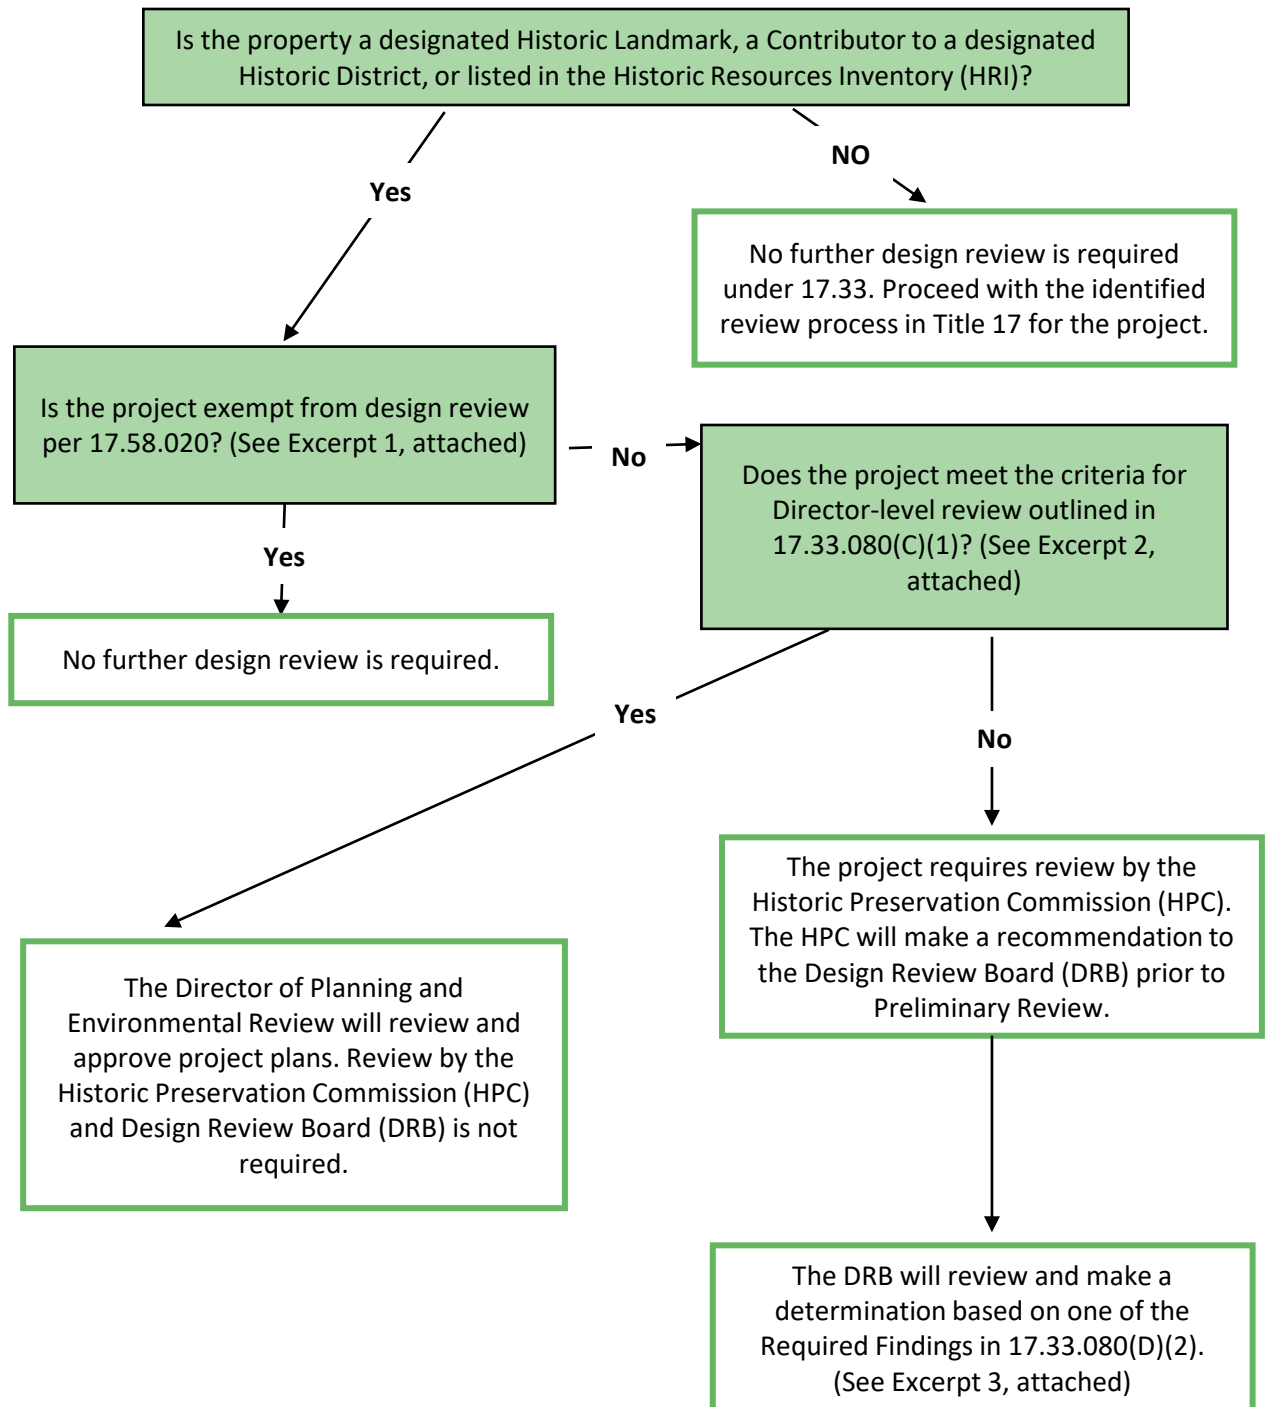 Is the property a designated Historic Landmark, a Contributor to a designated
Historic District, or listed in the Historic Resources Inventory (HRI)?
NO
Yes
No further design review is required
under 17.33. Proceed with the identified
review process in Title 17 for the project.
Is the project exempt from design review
per 17.58.020? (See Excerpt 1, attached)
No
Does the project meet the criteria for
Director-level review outlined in
17.33.080(C)(1)? (See Excerpt 2,
attached)
Yes
No further design review is required.
Yes
No
The project requires review by the
Historic Preservation Commission (HPC).
The HPC will make a recommendation to
the Design Review Board (DRB) prior to
Preliminary Review.
The Director of Planning and
Environmental Review will review and
approve project plans. Review by the
Historic Preservation Commission (HPC)
and Design Review Board (DRB) is not
required.
The DRB will review and make a
determination based on one of the
Required Findings in 17.33.080(D)(2).
(See Excerpt 3, attached)